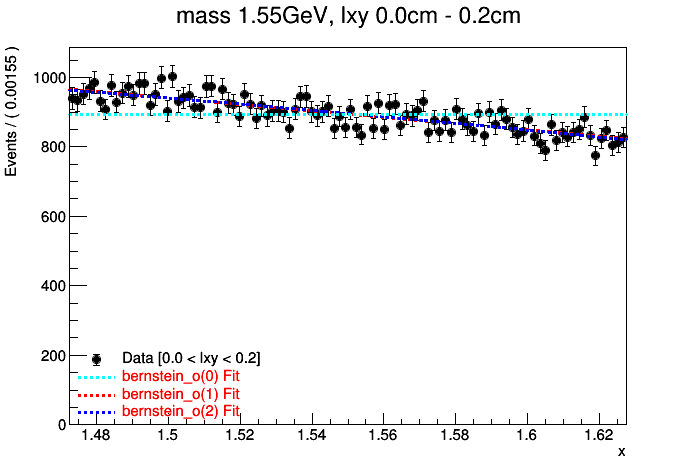 mass 1.55GeV, lxy 0.0cm - 0.2cm
Events / ( 0.00155 )
1000
800
600
400
200
0
Data [0.0 < lxy < 0.2]
bernstein_o(0) Fit
bernstein_o(1) Fit
bernstein_o(2) Fit
1.48 1.5 1.52 1.54 1.56 1.58 1.6 1.62
x